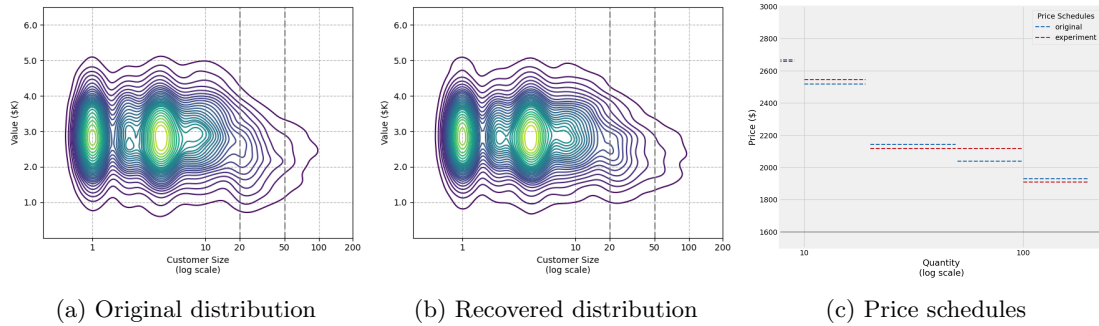 6.0
5.0
4.0
3.0
2.0
1.0
Value ($K)
1
10
20
50
100
200
Customer Size
(log scale)
(a) Original distribution
6.0
5.0
4.0
3.0
2.0
1.0
Value ($K)
1
10
20
50
100
200
Customer Size
(log scale)
(b) Recovered distribution
3000
2800
2600
2400
2200
2000
1800
1600
Price ($)
Price Schedules
original
experiment
10
100
Quantity
(log scale)
(c) Price schedules